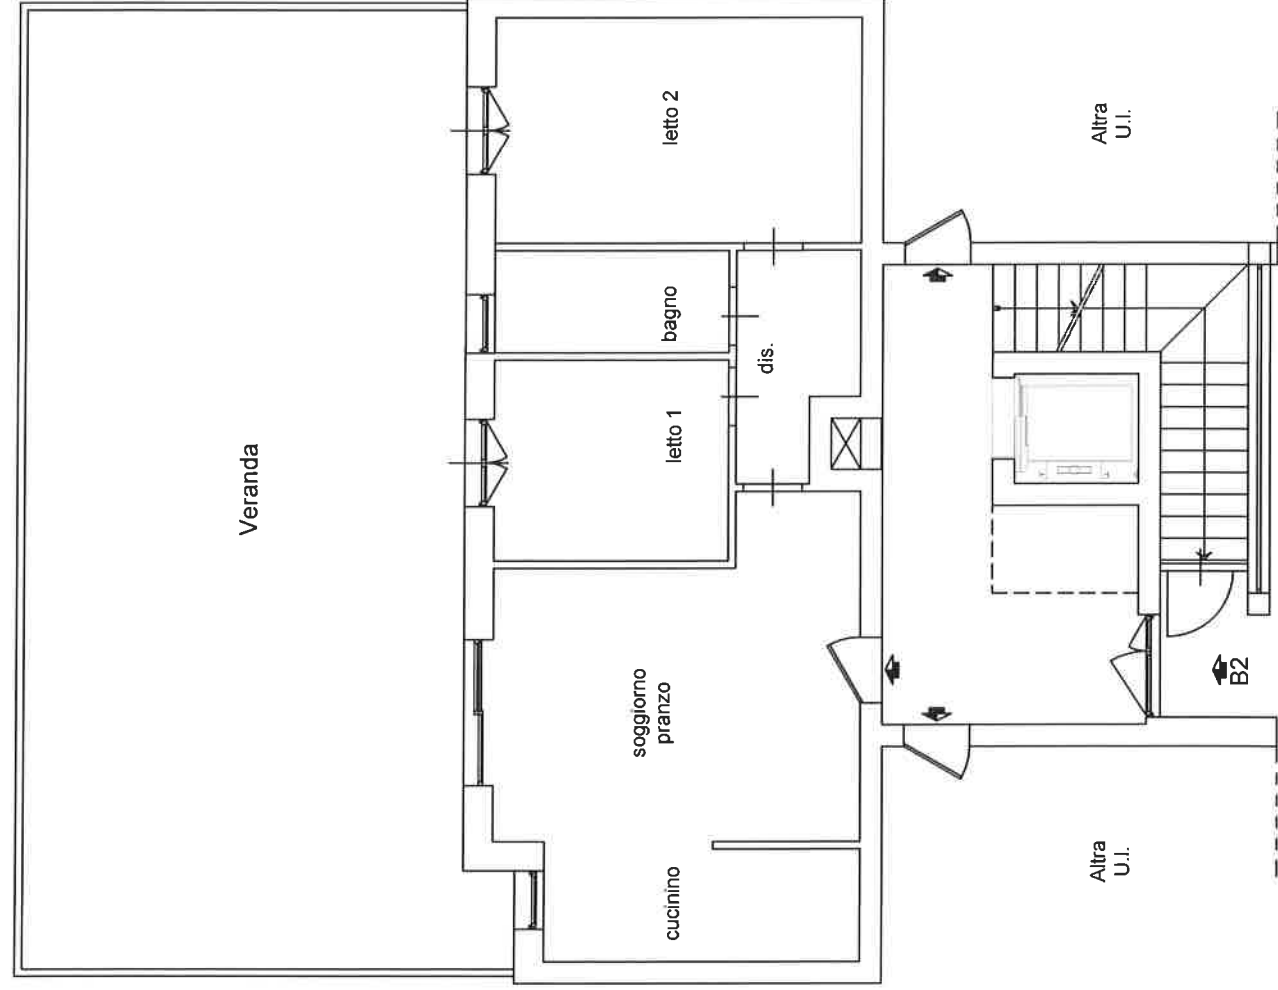 Veranda
cucinino
soggiorno
pranzo
letto 1
bagno
letto 2
dis.
Altra
U.I.
B2
Altra
U.I.